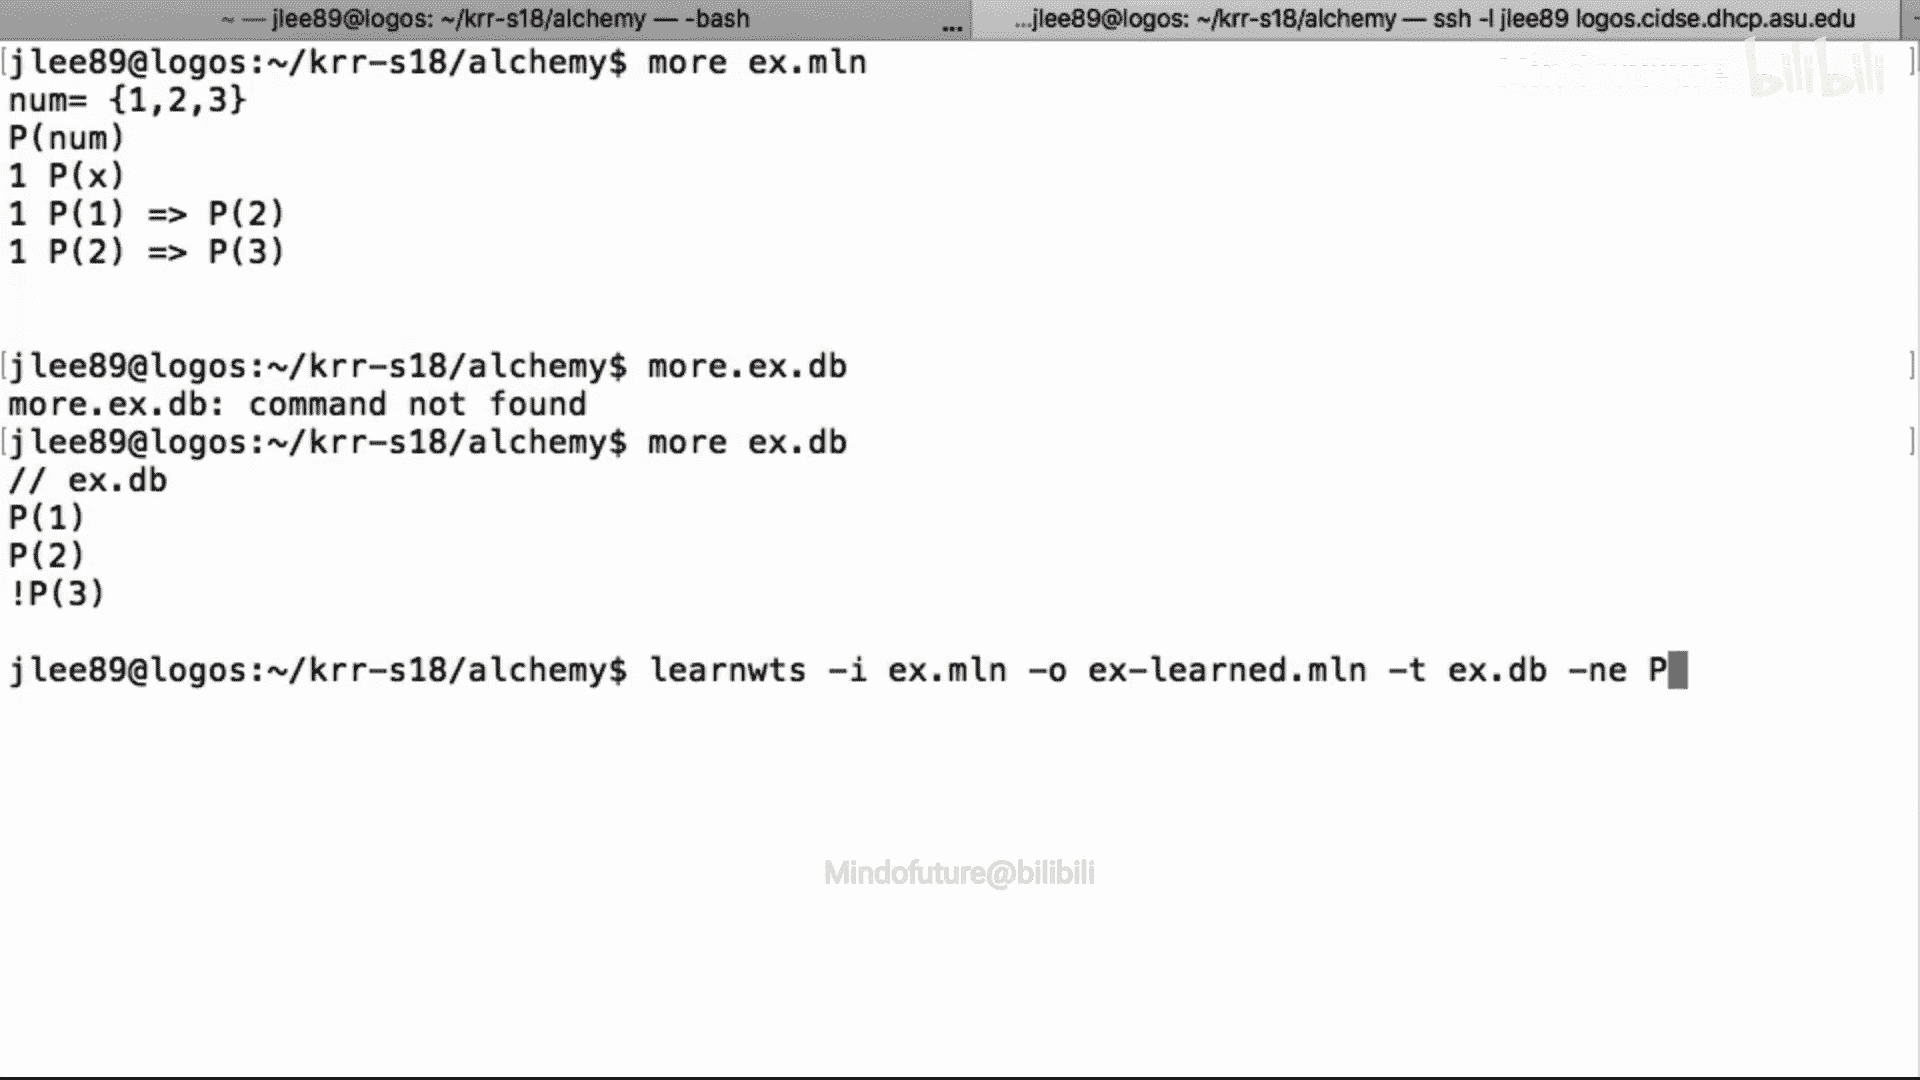 ~ — jlee89@logos: ~/krr-s18/alchemy — -bash ...
...jlee89@logos: ~/krr-s18/alchemy — ssh -l jlee89 logos.cidse.dhcp.asu.edu
[jlee89@logos:~/krr-s18/alchemy$ more ex.mln ]
bilibili
num= {1,2,3}
P(num)
1 P(x)
1 P(1) => P(2)
1 P(2) => P(3)
[jlee89@logos:~/krr-s18/alchemy$ more.ex.db ]
more.ex.db: command not found
[jlee89@logos:~/krr-s18/alchemy$ more ex.db ]
// ex.db
P(1)
P(2)
!P(3)
jlee89@logos:~/krr-s18/alchemy$ learnwts -i ex.mln -o ex-learned.mln -t ex.db -ne P
Mindofuture@bilibili